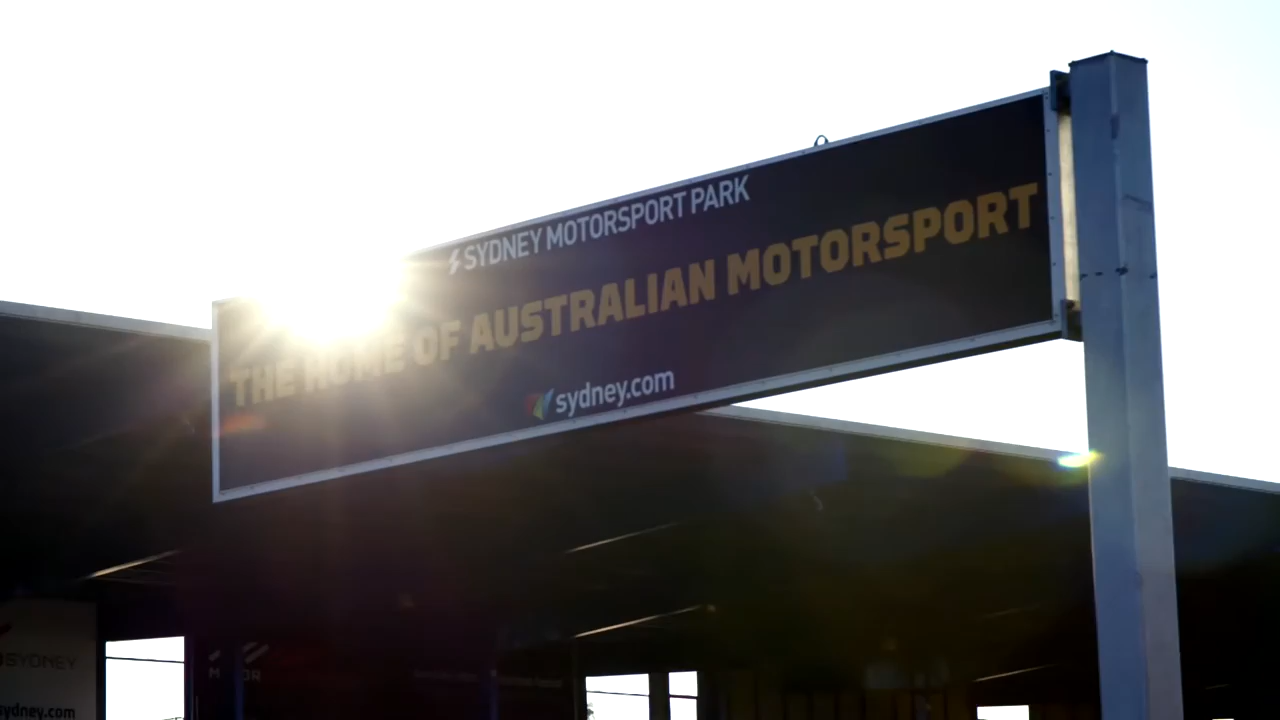 SYDNEY MOTORSPORT PARK
THE HOME OF AUSTRALIAN MOTORSPORT
sydney.com
SYDNEY
sydney.com